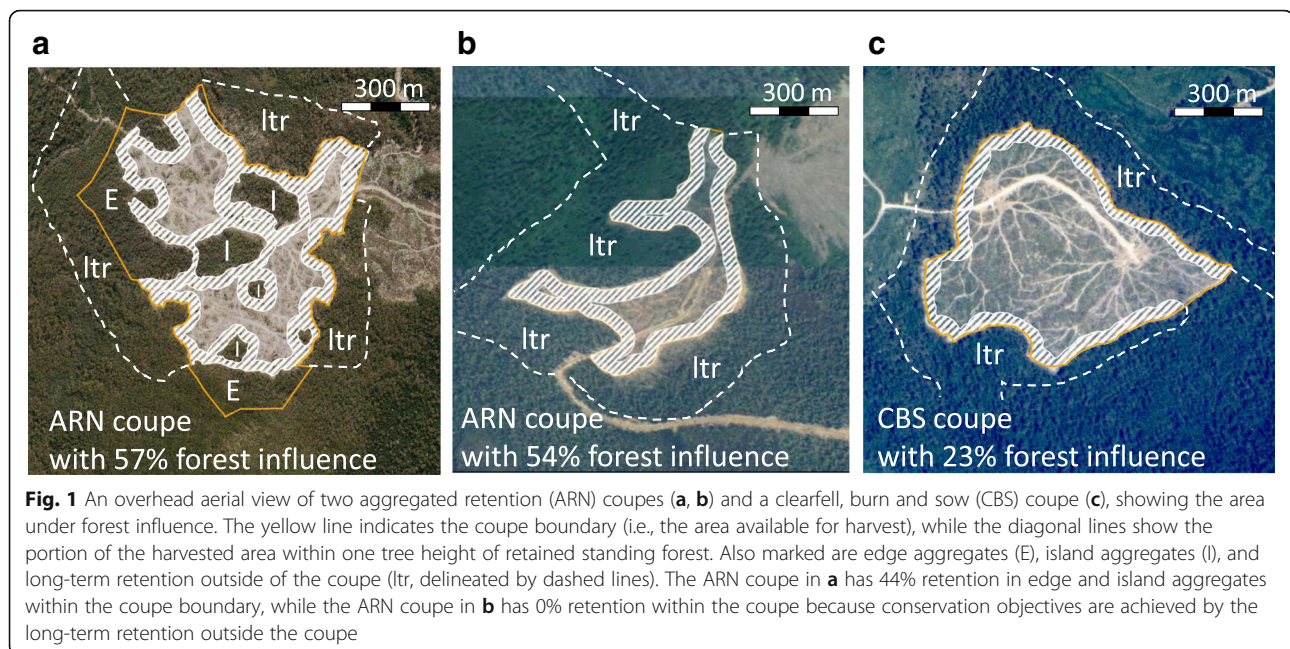 a
b
c
300 m
300 m
300 m
ltr
ltr
ltr
E
I
I
ltr
ltr
I
ltr
ltr
ltr
I
ltr
E
ARN coupe
with 57% forest influence
ARN coupe
with 54% forest influence
CBS coupe
with 23% forest influence
Fig. 1 An overhead aerial view of two aggregated retention (ARN) coupes (a, b) and a clearfell, burn and sow (CBS) coupe (c), showing the area
under forest influence. The yellow line indicates the coupe boundary (i.e., the area available for harvest), while the diagonal lines show the
portion of the harvested area within one tree height of retained standing forest. Also marked are edge aggregates (E), island aggregates (I), and
long-term retention outside of the coupe (ltr, delineated by dashed lines). The ARN coupe in a has 44% retention in edge and island aggregates
within the coupe boundary, while the ARN coupe in b has 0% retention within the coupe because conservation objectives are achieved by the
long-term retention outside the coupe